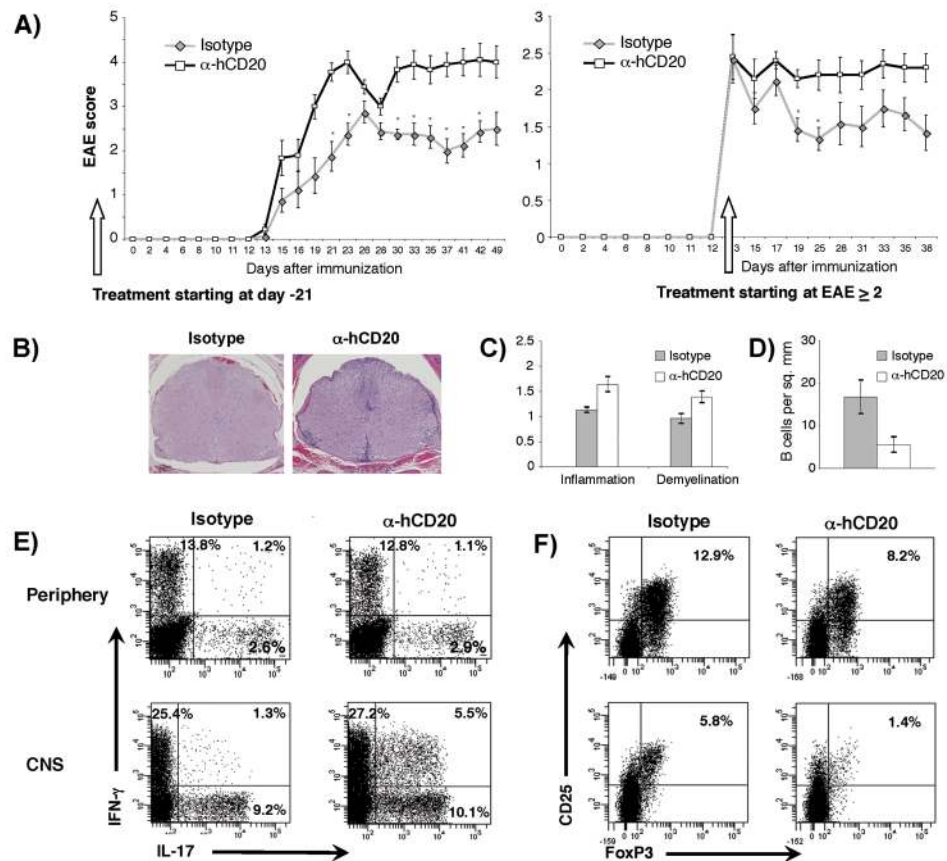 A)
Isotype
α-hCD20
EAE score
5
4
3
2
1
0
0 2 4 6 8 10 11 12 14 15 16 19 21 23 26 28 30 33 35 37 41 42 49
Days after immunization
Treatment starting at day -21
Isotype
α-hCD20
3
2.5
2
1.5
1
0.5
0
0 2 4 6 8 10 11 12 13 15 17 19 25 28 31 33 35 38
Days after immunization
Treatment starting at EAE ≥ 2
B)
Isotype
α-hCD20
C)
Isotype
α-hCD20
2
1.5
1
0.5
0
Inflammation
Demyelination
D)
Isotype
α-hCD20
B cells per sq. mm
30
20
10
0
E)
Isotype
α-hCD20
Periphery
13.8%
1.2%
2.6%
12.8%
1.1%
2.9%
CNS
25.4%
1.3%
9.2%
27.2%
5.5%
10.1%
IFN-γ
IL-17
F)
Isotype
α-hCD20
12.9%
8.2%
5.8%
1.4%
CD25
FoxP3